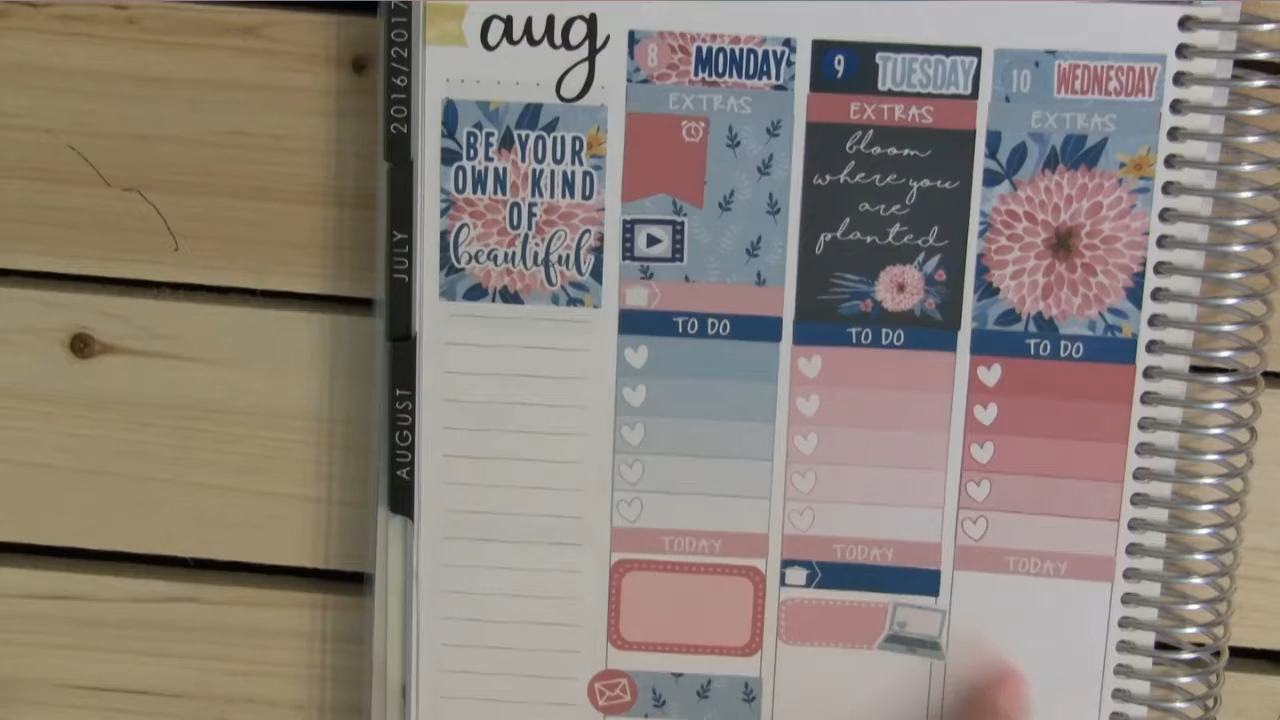 2016/2017
JULY
AUGUST
aug
BE YOUR
OWN KIND
OF
beautiful
8 MONDAY
EXTRAS
TO DO
TODAY
9 TUESDAY
EXTRAS
bloom
where you
are
planted
TO DO
TODAY
10 WEDNESDAY
EXTRAS
TO DO
TODAY